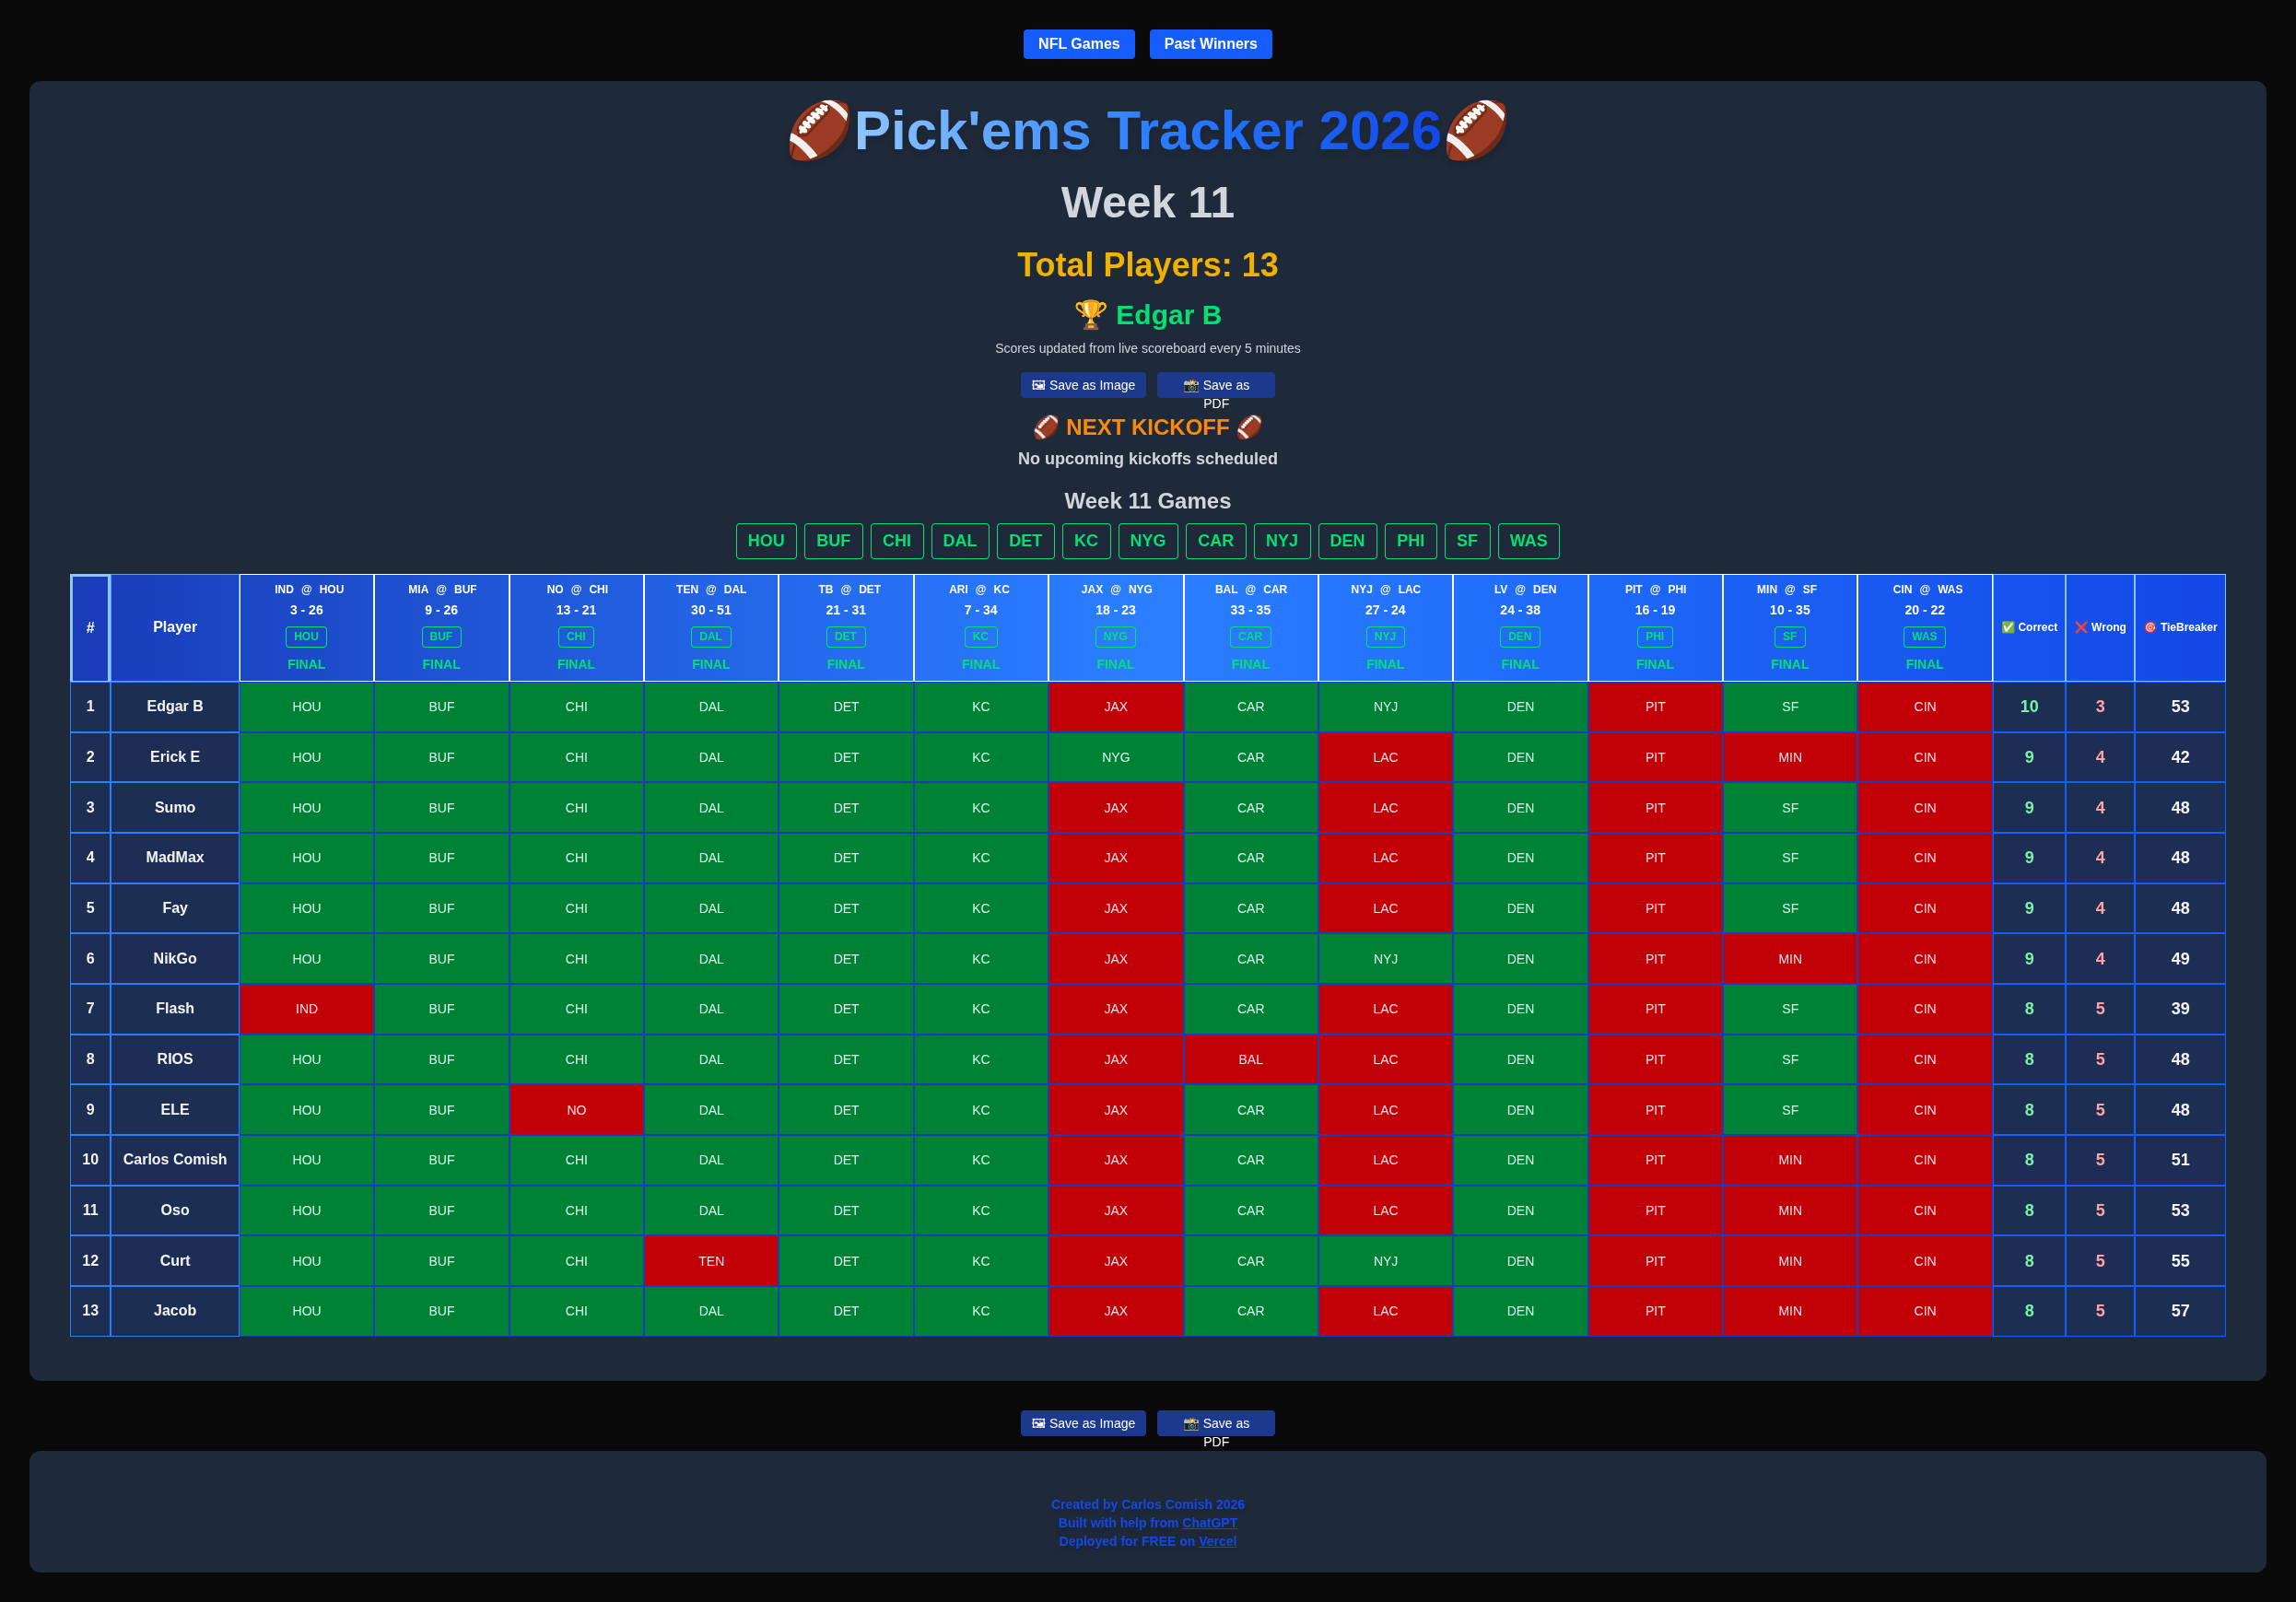 NFL Games Past Winners
🏈Pick'ems Tracker 2026🏈
Week 11
Total Players: 13
🏆 Edgar B
Scores updated from live scoreboard every 5 minutes
🖼 Save as Image 📸 Save as PDF
🏈 NEXT KICKOFF 🏈
No upcoming kickoffs scheduled
Week 11 Games
HOU BUF CHI DAL DET KC NYG CAR NYJ DEN PHI SF WAS
# Player IND @ HOU MIA @ BUF NO @ CHI TEN @ DAL TB @ DET ARI @ KC JAX @ NYG BAL @ CAR NYJ @ LAC LV @ DEN PIT @ PHI MIN @ SF CIN @ WAS ✅ Correct ❌ Wrong 🎯 TieBreaker
3 - 26 9 - 26 13 - 21 30 - 51 21 - 31 7 - 34 18 - 23 33 - 35 27 - 24 24 - 38 16 - 19 10 - 35 20 - 22
HOU BUF CHI DAL DET KC NYG CAR NYJ DEN PHI SF WAS
FINAL FINAL FINAL FINAL FINAL FINAL FINAL FINAL FINAL FINAL FINAL FINAL FINAL
1 Edgar B HOU BUF CHI DAL DET KC JAX CAR NYJ DEN PIT SF CIN 10 3 53
2 Erick E HOU BUF CHI DAL DET KC NYG CAR LAC DEN PIT MIN CIN 9 4 42
3 Sumo HOU BUF CHI DAL DET KC JAX CAR LAC DEN PIT SF CIN 9 4 48
4 MadMax HOU BUF CHI DAL DET KC JAX CAR LAC DEN PIT SF CIN 9 4 48
5 Fay HOU BUF CHI DAL DET KC JAX CAR LAC DEN PIT SF CIN 9 4 48
6 NikGo HOU BUF CHI DAL DET KC JAX CAR NYJ DEN PIT MIN CIN 9 4 49
7 Flash IND BUF CHI DAL DET KC JAX CAR LAC DEN PIT SF CIN 8 5 39
8 RIOS HOU BUF CHI DAL DET KC JAX BAL LAC DEN PIT SF CIN 8 5 48
9 ELE HOU BUF NO DAL DET KC JAX CAR LAC DEN PIT SF CIN 8 5 48
10 Carlos Comish HOU BUF CHI DAL DET KC JAX CAR LAC DEN PIT MIN CIN 8 5 51
11 Oso HOU BUF CHI DAL DET KC JAX CAR LAC DEN PIT MIN CIN 8 5 53
12 Curt HOU BUF CHI TEN DET KC JAX CAR NYJ DEN PIT MIN CIN 8 5 55
13 Jacob HOU BUF CHI DAL DET KC JAX CAR LAC DEN PIT MIN CIN 8 5 57
🖼 Save as Image 📸 Save as PDF
Created by Carlos Comish 2026
Built with help from ChatGPT
Deployed for FREE on Vercel